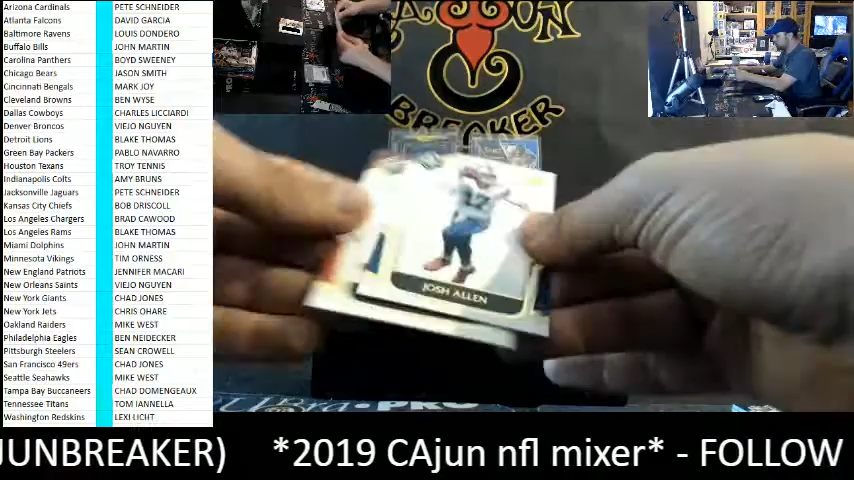 Arizona Cardinals PETE SCHNEIDER
Atlanta Falcons DAVID GARCIA
Baltimore Ravens LOUIS DONDERO
Buffalo Bills JOHN MARTIN
Carolina Panthers BOYD SWEENEY
Chicago Bears JASON SMITH
Cincinnati Bengals MARK JOY
Cleveland Browns BEN WYSE
Dallas Cowboys CHARLES LICCIARDI
Denver Broncos VIEJO NGUYEN
Detroit Lions BLAKE THOMAS
Green Bay Packers PABLO NAVARRO
Houston Texans TROY TENNIS
Indianapolis Colts AMY BRUNS
Jacksonville Jaguars PETE SCHNEIDER
Kansas City Chiefs BOB DRISCOLL
Los Angeles Chargers BRAD CAWOOD
Los Angeles Rams BLAKE THOMAS
Miami Dolphins JOHN MARTIN
Minnesota Vikings TIM ORNESS
New England Patriots JENNIFER MACARI
New Orleans Saints VIEJO NGUYEN
New York Giants CHAD JONES
New York Jets CHRIS OHARE
Oakland Raiders MIKE WEST
Philadelphia Eagles BEN NEIDECKER
Pittsburgh Steelers SEAN CROWELL
San Francisco 49ers CHAD JONES
Seattle Seahawks MIKE WEST
Tampa Bay Buccaneers CHAD DOMENGEAUX
Tennessee Titans TOM IANNELLA
Washington Redskins LEXI LICHT
BREAKER
17
JOSH ALLEN
PRO
JUNBREAKER) *2019 CAjun nfl mixer* - FOLLOW